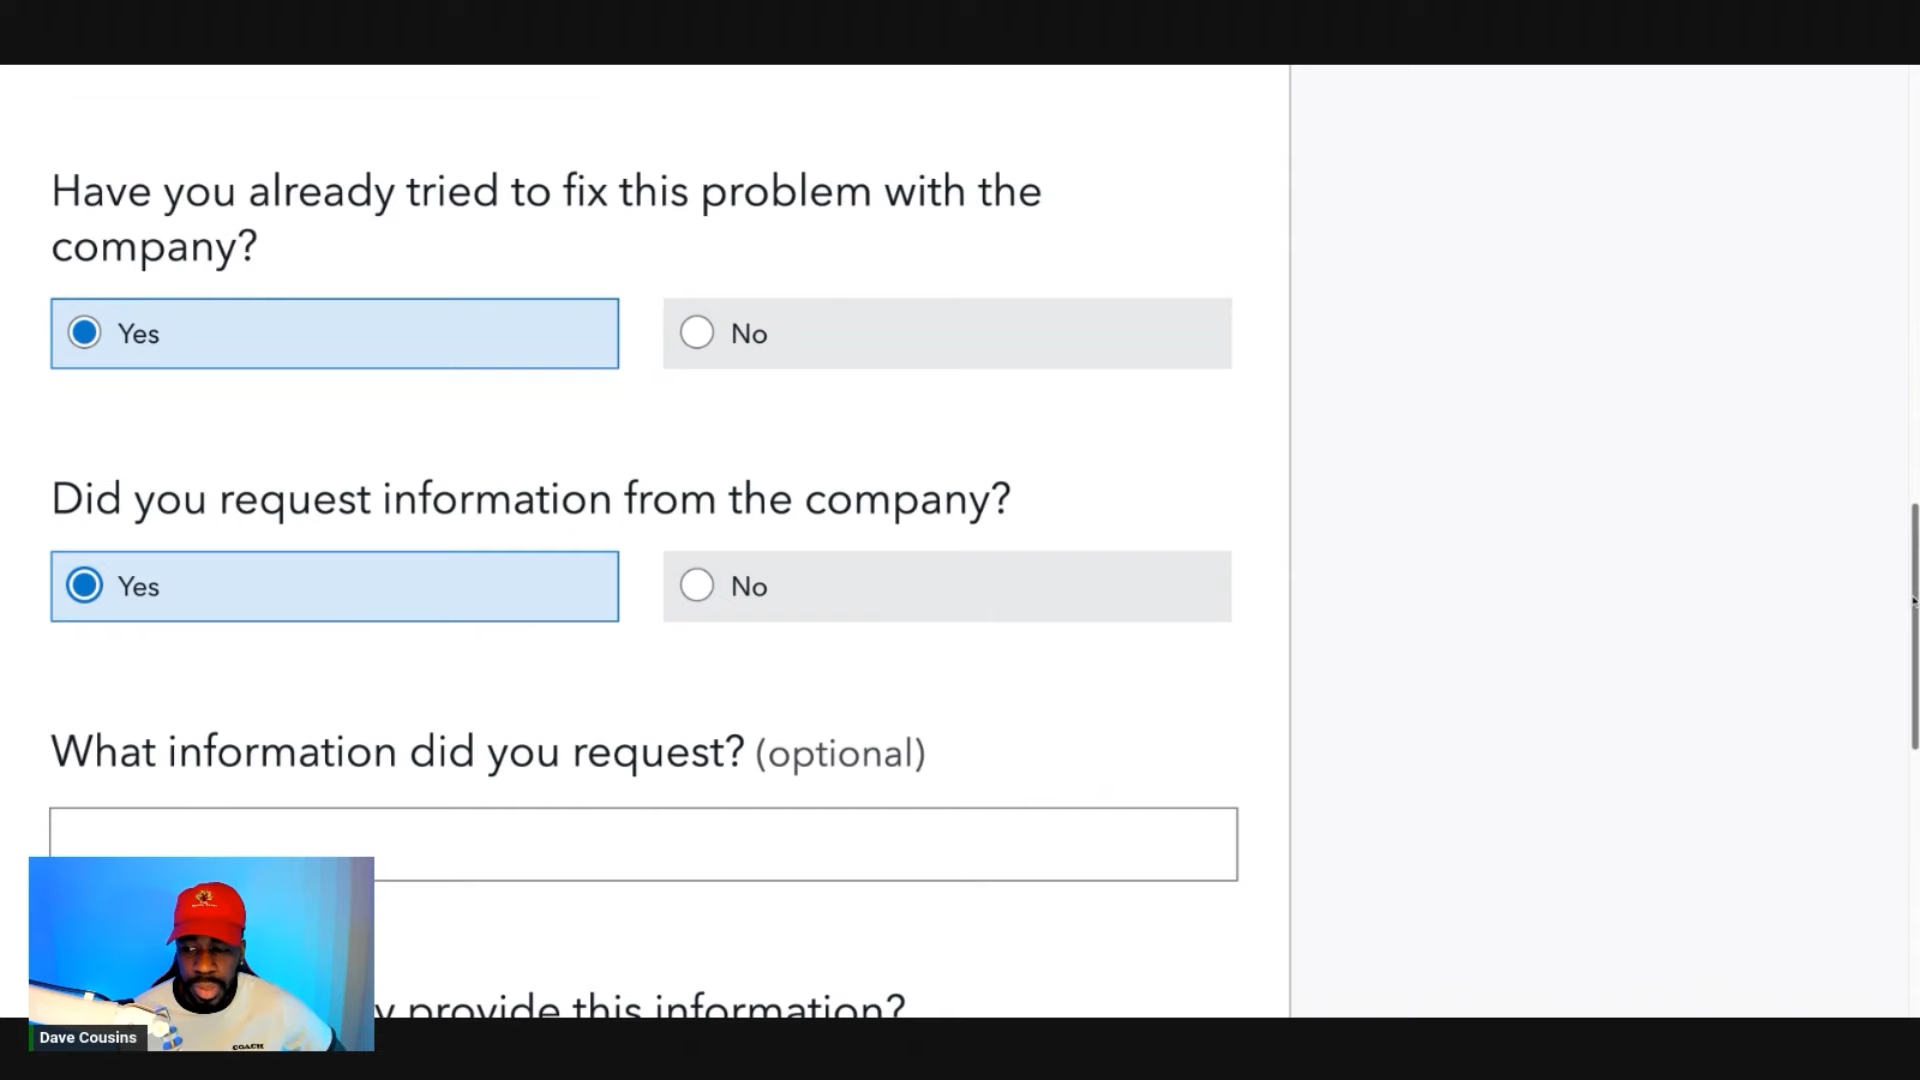 Have you already tried to fix this problem with the
company?
Yes
No
Did you request information from the company?
Yes
No
What information did you request? (optional)
y provide this information?
Dave Cousins
COACH